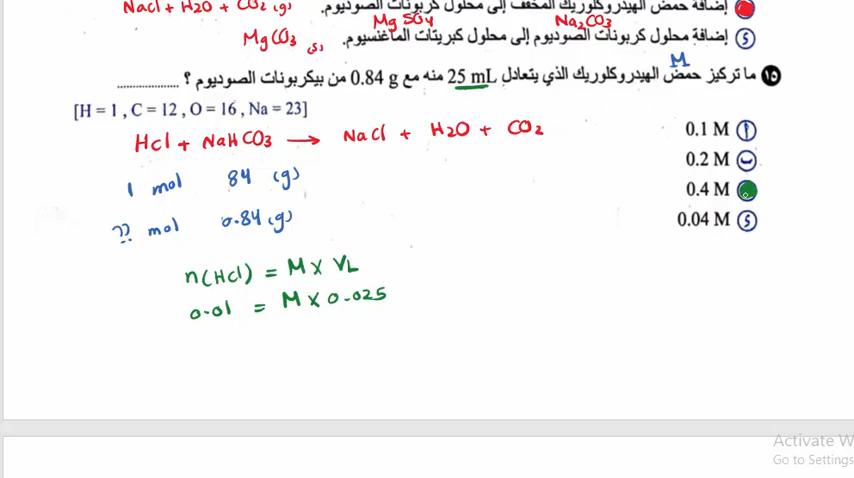 NaCl + H2O + CO2 (g) إضافة حمض الهيدروكلوريك المخفف إلى محلول كربونات الصوديوم.
MgSO4 Na2CO3
MgCO3 (s) إضافة محلول كربونات الصوديوم إلى محلول كبريتات الماغنسيوم. (د)
M
(١٥) ما تركيز حمض الهيدروكلوريك الذي يتعادل 25 mL منه مع 0.84 g من بيكربونات الصوديوم ؟ ....................
[H = 1 , C = 12 , O = 16 , Na = 23]
HCl + NaHCO3 → NaCl + H2O + CO2
0.1 M (أ)
0.2 M (ب)
0.4 M
0.04 M (د)
1 mol 84 (g)
?? mol 0.84 (g)
n(HCl) = M × VL
0.01 = M × 0.025
Activate W
Go to Settings